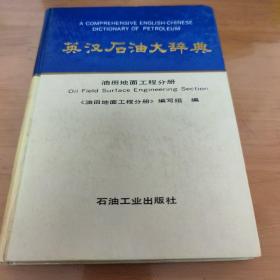 A COMPREHENSIVE ENGLISH-CHINESE
DICTIONARY OF PETROLEUM
英汉石油大辞典
油田地面工程分册
Oil Field Surface Engineering Section
《油田地面工程分册》编写组 编
石油工业出版社